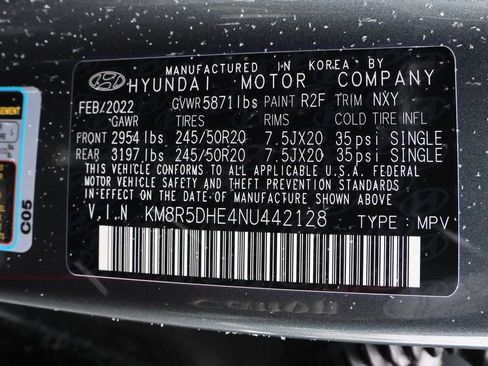 MANUFACTURED IN KOREA BY
HYUNDAI MOTOR COMPANY
FEB/2022 GVWR 5871lbs PAINT R2F TRIM NXY
GAWR TIRES RIMS COLD TIRE INFL
FRONT 2954lbs 245/50R20 7.5JX20 35psi SINGLE
REAR 3197lbs 245/50R20 7.5JX20 35psi SINGLE
THIS VEHICLE CONFORMS TO ALL APPLICABLE U.S.A. FEDERAL
MOTOR VEHICLE SAFETY AND THEFT PREVENTION STANDARDS
IN EFFECT ON THE DATE OF MANUFACTURE SHOWN ABOVE
V.I.N KM8R5DHE4NU442128 TYPE: MPV
C05